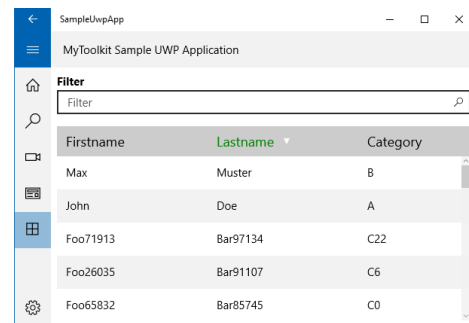 SampleUwpApp
MyToolkit Sample UWP Application
Filter
Filter
Firstname Lastname Category
Max Muster B
John Doe A
Foo71913 Bar97134 C22
Foo26035 Bar91107 C6
Foo65832 Bar85745 C0